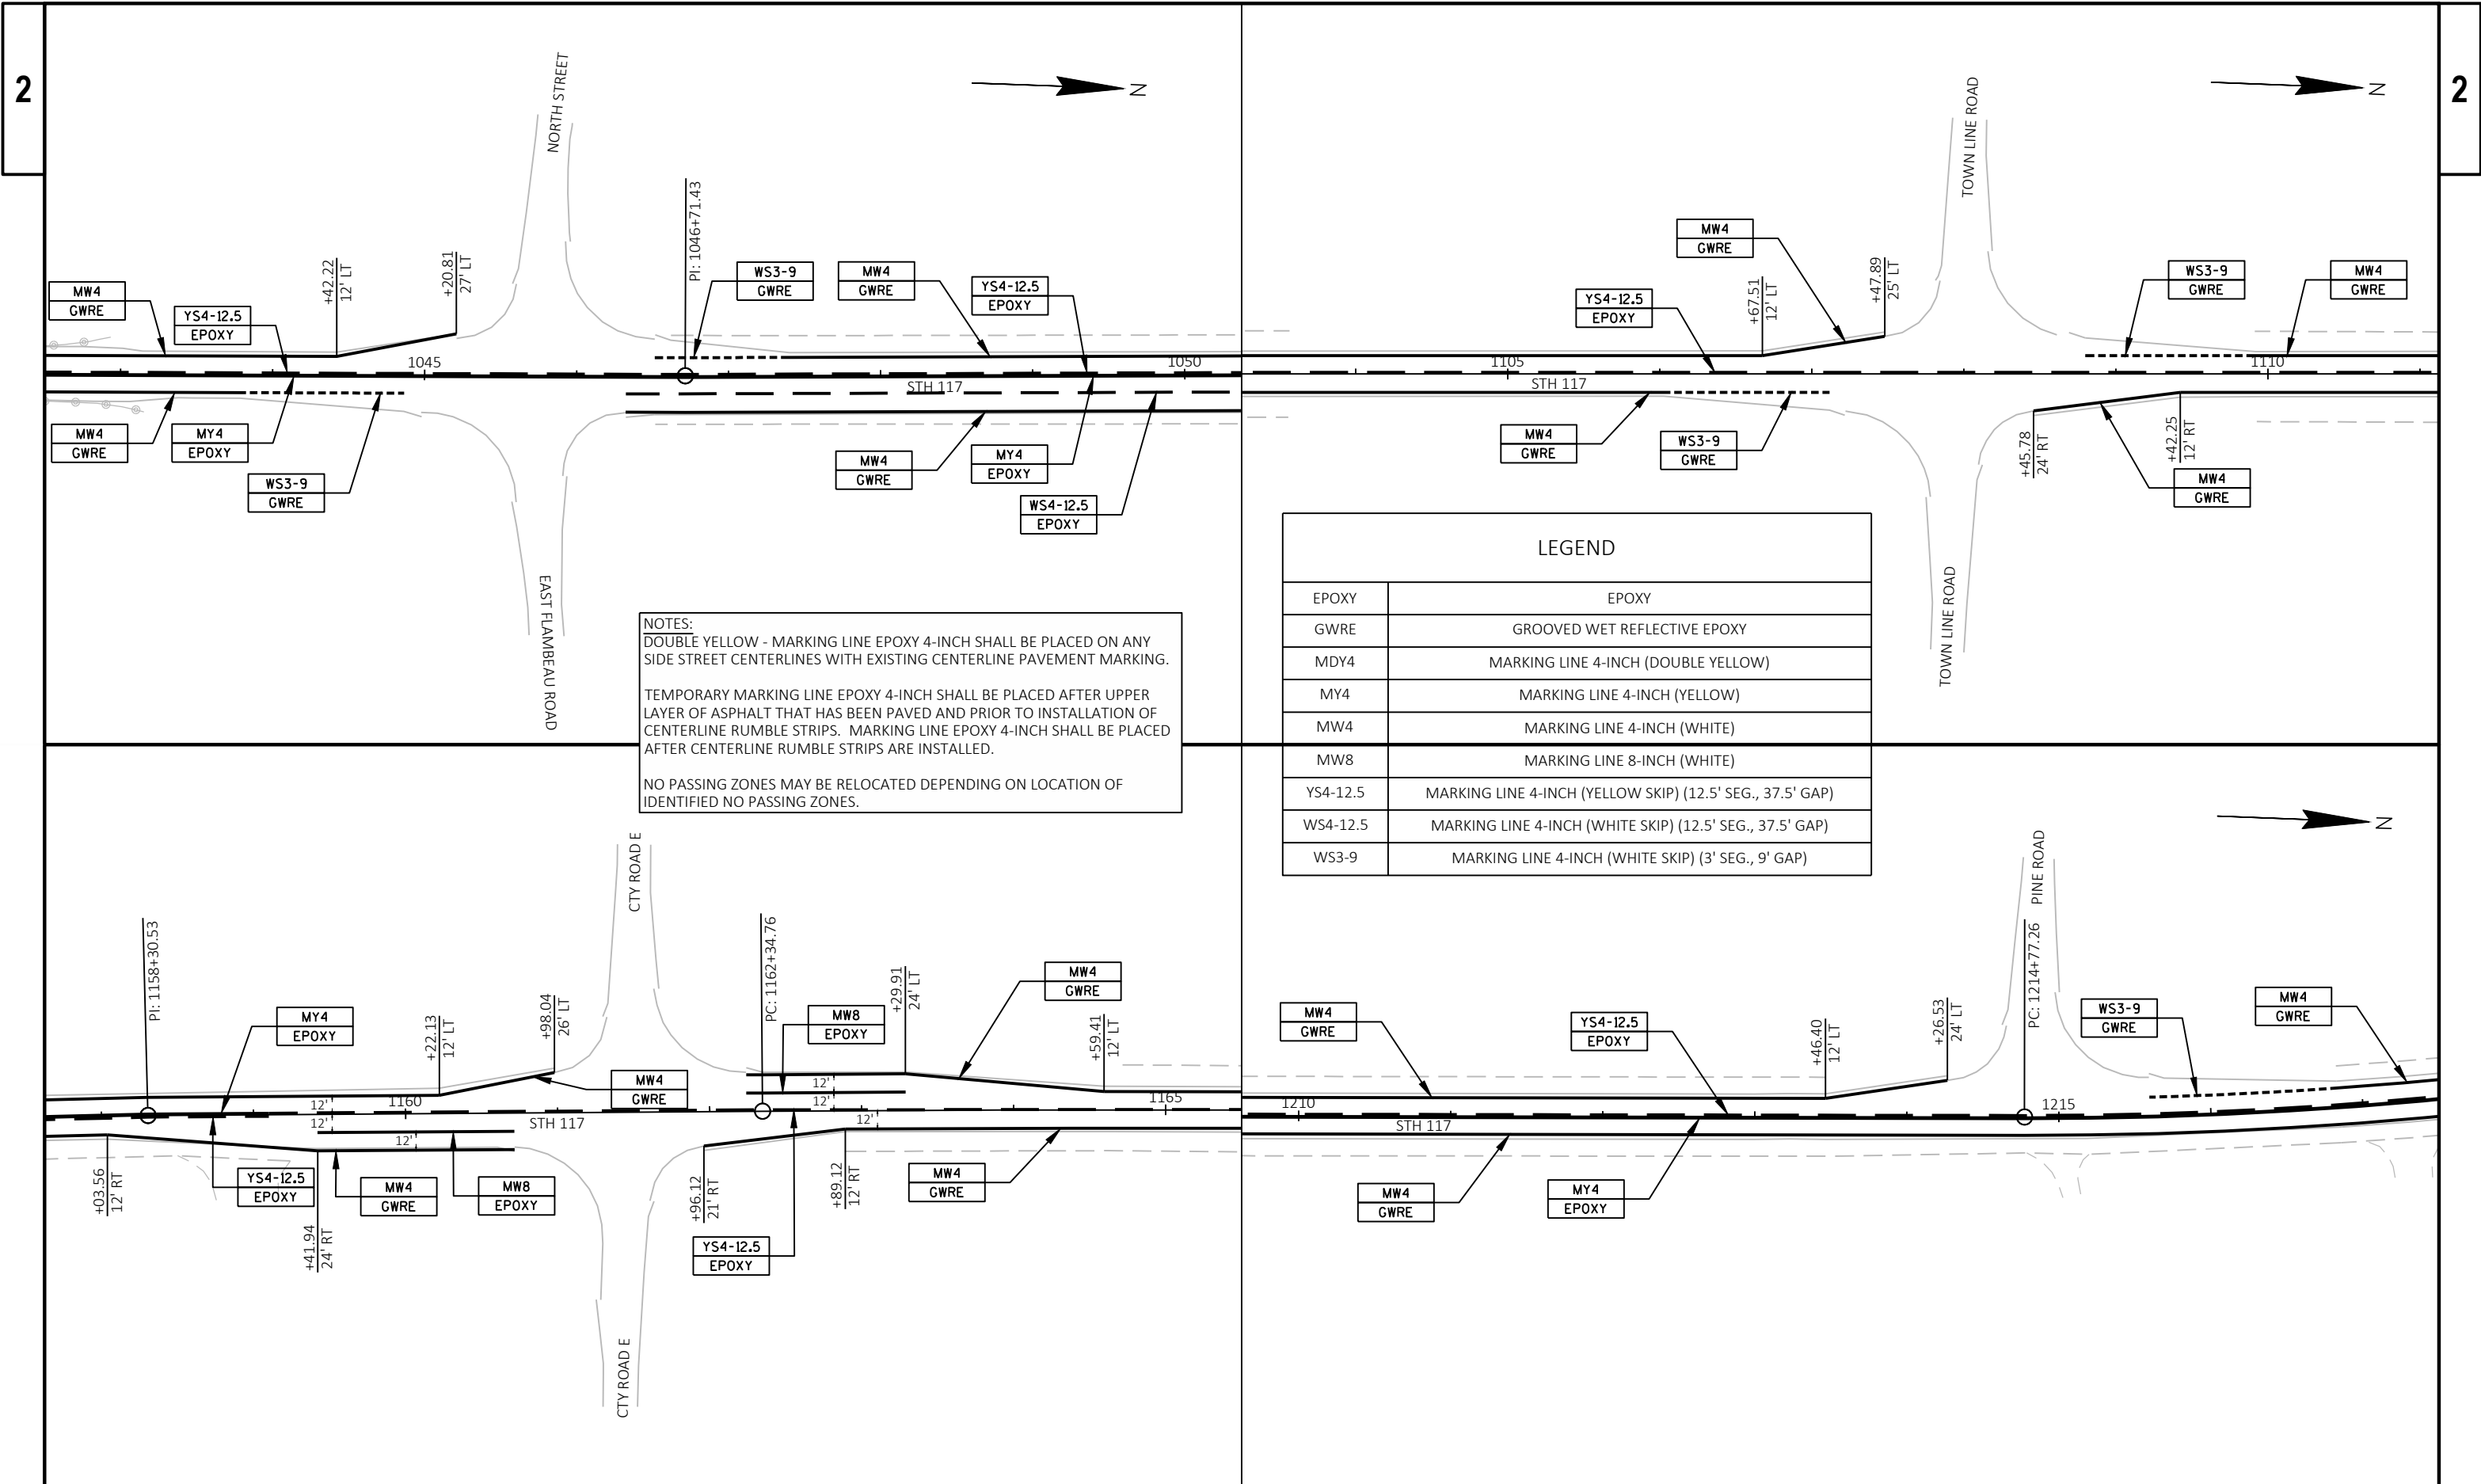 2
2
NORTH STREET
N
MW4
GWRE
YS4-12.5
EPOXY
+42.22
12' LT
+20.81
27' LT
PI: 1046+71.43
WS3-9
GWRE
MW4
GWRE
YS4-12.5
EPOXY
1045
1050
STH 117
MW4
GWRE
MY4
EPOXY
WS3-9
GWRE
MW4
GWRE
MY4
EPOXY
WS4-12.5
EPOXY
EAST FLAMBEAU ROAD
TOWN LINE ROAD
N
YS4-12.5
EPOXY
MW4
GWRE
+67.51
12' LT
+47.89
25' LT
WS3-9
GWRE
MW4
GWRE
1105
1110
STH 117
MW4
GWRE
WS3-9
GWRE
+45.78
24' RT
+42.25
12' RT
MW4
GWRE
TOWN LINE ROAD
NOTES:
DOUBLE YELLOW - MARKING LINE EPOXY 4-INCH SHALL BE PLACED ON ANY
SIDE STREET CENTERLINES WITH EXISTING CENTERLINE PAVEMENT MARKING.
TEMPORARY MARKING LINE EPOXY 4-INCH SHALL BE PLACED AFTER UPPER
LAYER OF ASPHALT THAT HAS BEEN PAVED AND PRIOR TO INSTALLATION OF
CENTERLINE RUMBLE STRIPS. MARKING LINE EPOXY 4-INCH SHALL BE PLACED
AFTER CENTERLINE RUMBLE STRIPS ARE INSTALLED.
NO PASSING ZONES MAY BE RELOCATED DEPENDING ON LOCATION OF
IDENTIFIED NO PASSING ZONES.
LEGEND
EPOXY EPOXY
GWRE GROOVED WET REFLECTIVE EPOXY
MDY4 MARKING LINE 4-INCH (DOUBLE YELLOW)
MY4 MARKING LINE 4-INCH (YELLOW)
MW4 MARKING LINE 4-INCH (WHITE)
MW8 MARKING LINE 8-INCH (WHITE)
YS4-12.5 MARKING LINE 4-INCH (YELLOW SKIP) (12.5' SEG., 37.5' GAP)
WS4-12.5 MARKING LINE 4-INCH (WHITE SKIP) (12.5' SEG., 37.5' GAP)
WS3-9 MARKING LINE 4-INCH (WHITE SKIP) (3' SEG., 9' GAP)
CTY ROAD E
PI: 1158+30.53
MY4
EPOXY
+22.13
12' LT
+98.04
26' LT
MW4
GWRE
PC: 1162+34.76
MW8
EPOXY
+29.91
24' LT
MW4
GWRE
+59.41
12' LT
12'
12'
12'
12'
12'
12'
1160
1165
STH 117
+03.56
12' RT
YS4-12.5
EPOXY
+41.94
24' RT
MW4
GWRE
MW8
EPOXY
+96.12
21' RT
YS4-12.5
EPOXY
+89.12
12' RT
MW4
GWRE
CTY ROAD E
N
PINE ROAD
MW4
GWRE
YS4-12.5
EPOXY
+46.40
12' LT
+26.53
24' LT
PC: 1214+77.26
WS3-9
GWRE
MW4
GWRE
1210
1215
STH 117
MW4
GWRE
MY4
EPOXY